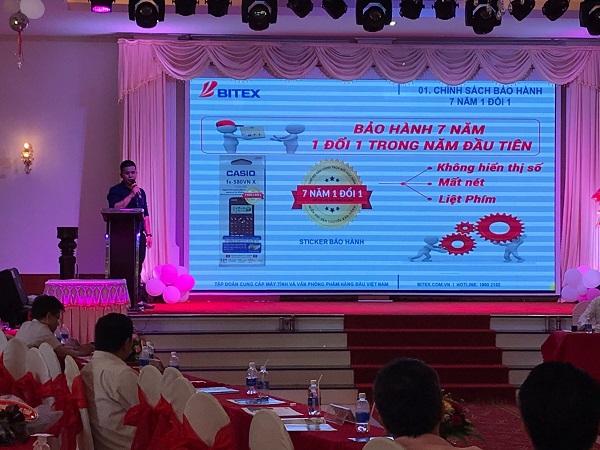 BITEX
01. CHÍNH SÁCH BẢO HÀNH
7 NĂM 1 ĐỔI 1
BẢO HÀNH 7 NĂM
1 ĐỔI 1 TRONG NĂM ĐẦU TIÊN
CASIO
fx-580VN X
7 NĂM 1 ĐỔI 1
Không hiển thị số
Mất nét
Liệt Phím
STICKER BẢO HÀNH
TẬP ĐOÀN CUNG CẤP MÁY TÍNH VÀ VĂN PHÒNG PHẨM HÀNG ĐẦU VIỆT NAM
BITEX.COM.VN | HOTLINE: 1900 2102